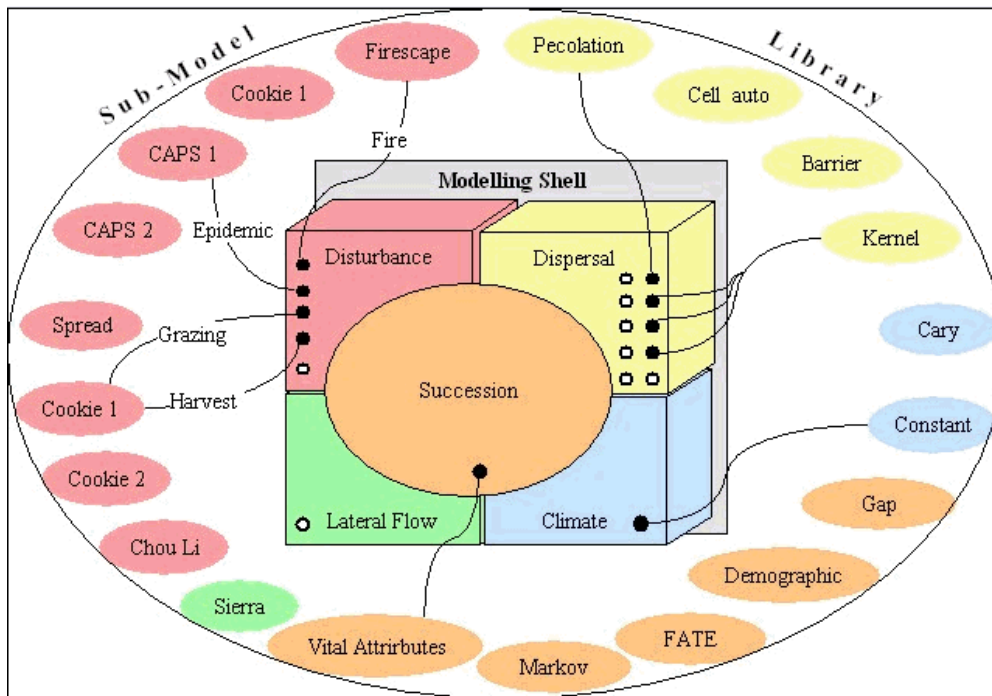 Sub-Model
Library
Firescape
Pecolation
Cookie 1
Cell auto
Fire
CAPS 1
Barrier
Modelling Shell
CAPS 2
Epidemic
Disturbance
Dispersal
Kernel
Spread
Grazing
Cary
Succession
Cookie 1
Harvest
Constant
Cookie 2
Gap
Lateral Flow
Climate
Chou Li
Demographic
Sierra
Vital Attrirbutes
FATE
Markov